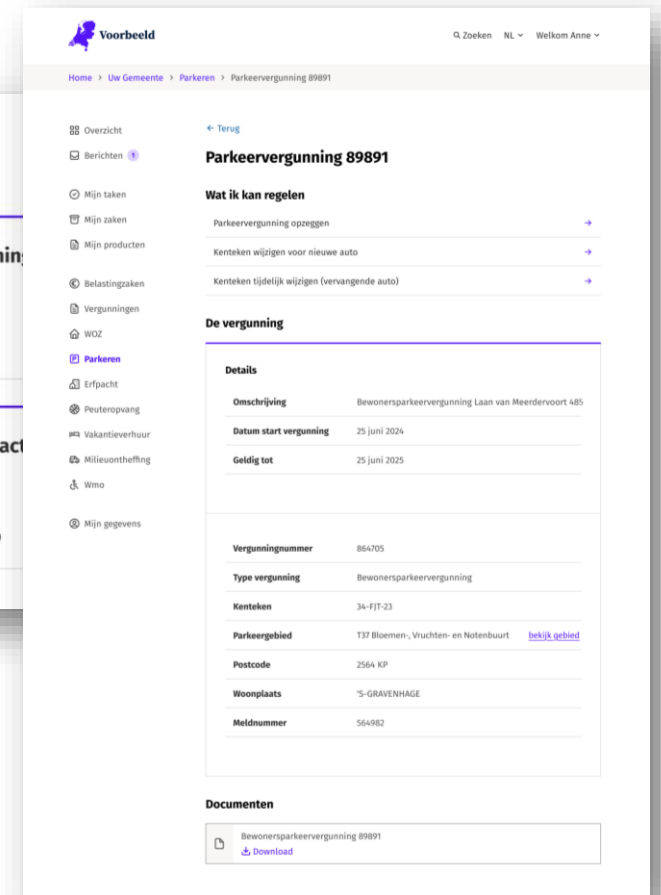 Voorbeeld
Zoeken NL Welkom Anne
Home > Uw Gemeente > Parkeren > Parkeervergunning 89891
Overzicht
Berichten 1
Mijn taken
Mijn zaken
Mijn producten
Belastingzaken
Vergunningen
WOZ
Parkeren
Erfpacht
Peuteropvang
Vakantieverhuur
Milieuontheffing
Wmo
Mijn gegevens
← Terug
Parkeervergunning 89891
Wat ik kan regelen
Parkeervergunning opzeggen →
Kenteken wijzigen voor nieuwe auto →
Kenteken tijdelijk wijzigen (vervangende auto) →
De vergunning
Details
Omschrijving Bewonersparkeervergunning Laan van Meerdervoort 485
Datum start vergunning 25 juni 2024
Geldig tot 25 juni 2025
Vergunningnummer 864705
Type vergunning Bewonersparkeervergunning
Kenteken 34-FJT-23
Parkeergebied T37 Bloemen-, Vruchten- en Notenbuurt bekijk gebied
Postcode 2564 KP
Woonplaats 'S-GRAVENHAGE
Meldnummer 564982
Documenten
Bewonersparkeervergunning 89891
Download